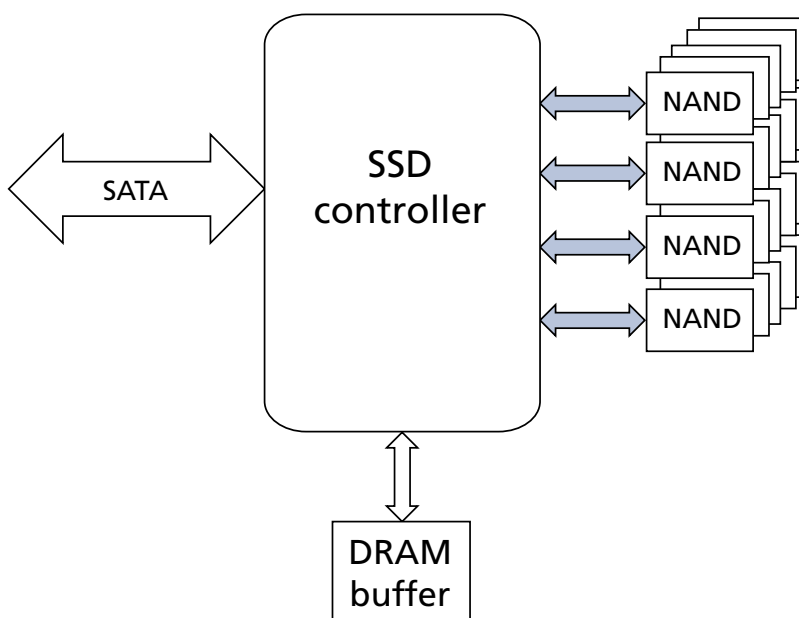 SATA
SSD
controller
NAND
NAND
NAND
NAND
DRAM
buffer